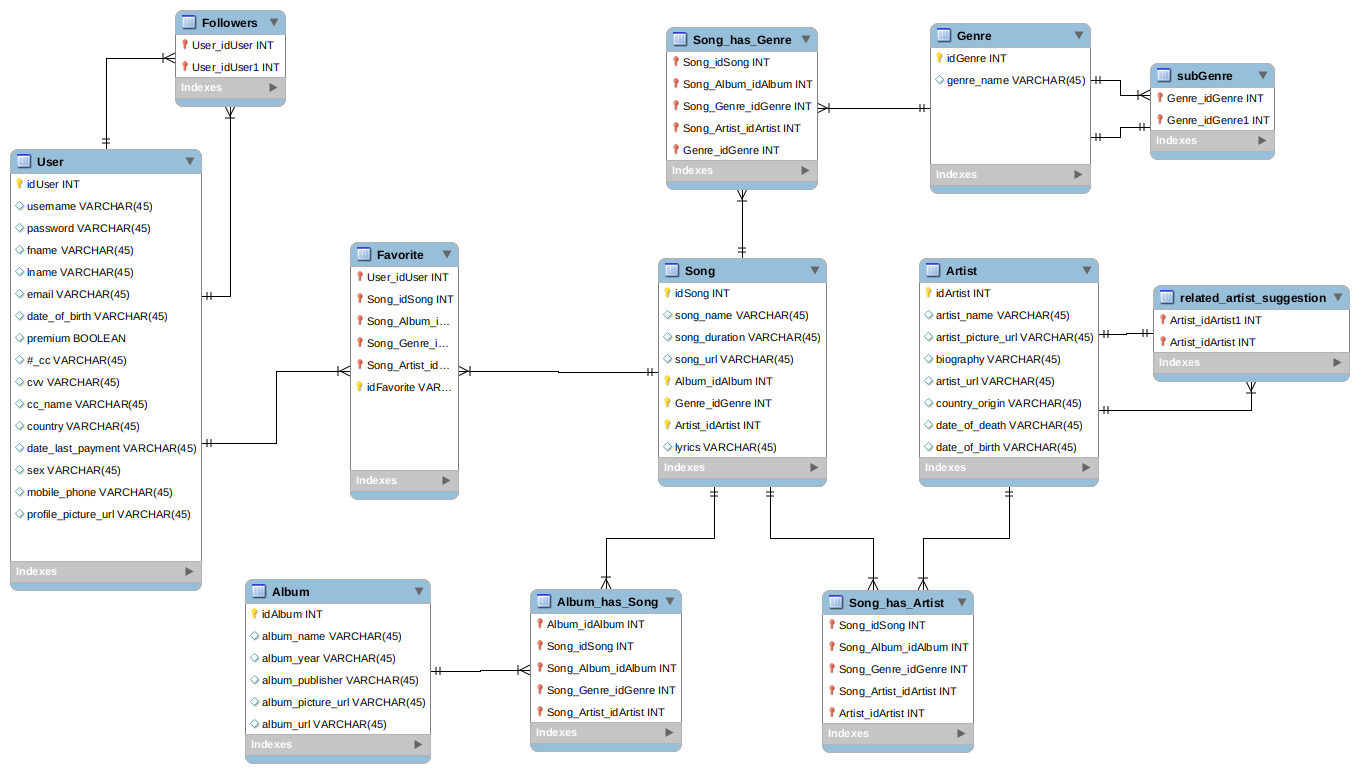 Followers
User_idUser INT
User_idUser1 INT
Indexes
User
idUser INT
username VARCHAR(45)
password VARCHAR(45)
fname VARCHAR(45)
lname VARCHAR(45)
email VARCHAR(45)
date_of_birth VARCHAR(45)
premium BOOLEAN
#_cc VARCHAR(45)
cvv VARCHAR(45)
cc_name VARCHAR(45)
country VARCHAR(45)
date_last_payment VARCHAR(45)
sex VARCHAR(45)
mobile_phone VARCHAR(45)
profile_picture_url VARCHAR(45)
Indexes
Favorite
User_idUser INT
Song_idSong INT
Song_Album_i...
Song_Genre_i...
Song_Artist_id...
idFavorite VAR...
Indexes
Song_has_Genre
Song_idSong INT
Song_Album_idAlbum INT
Song_Genre_idGenre INT
Song_Artist_idArtist INT
Genre_idGenre INT
Indexes
Genre
idGenre INT
genre_name VARCHAR(45)
Indexes
subGenre
Genre_idGenre INT
Genre_idGenre1 INT
Indexes
Song
idSong INT
song_name VARCHAR(45)
song_duration VARCHAR(45)
song_url VARCHAR(45)
Album_idAlbum INT
Genre_idGenre INT
Artist_idArtist INT
lyrics VARCHAR(45)
Indexes
Artist
idArtist INT
artist_name VARCHAR(45)
artist_picture_url VARCHAR(45)
biography VARCHAR(45)
artist_url VARCHAR(45)
country_origin VARCHAR(45)
date_of_death VARCHAR(45)
date_of_birth VARCHAR(45)
Indexes
related_artist_suggestion
Artist_idArtist1 INT
Artist_idArtist INT
Indexes
Album
idAlbum INT
album_name VARCHAR(45)
album_year VARCHAR(45)
album_publisher VARCHAR(45)
album_picture_url VARCHAR(45)
album_url VARCHAR(45)
Indexes
Album_has_Song
Album_idAlbum INT
Song_idSong INT
Song_Album_idAlbum INT
Song_Genre_idGenre INT
Song_Artist_idArtist INT
Indexes
Song_has_Artist
Song_idSong INT
Song_Album_idAlbum INT
Song_Genre_idGenre INT
Song_Artist_idArtist INT
Artist_idArtist INT
Indexes